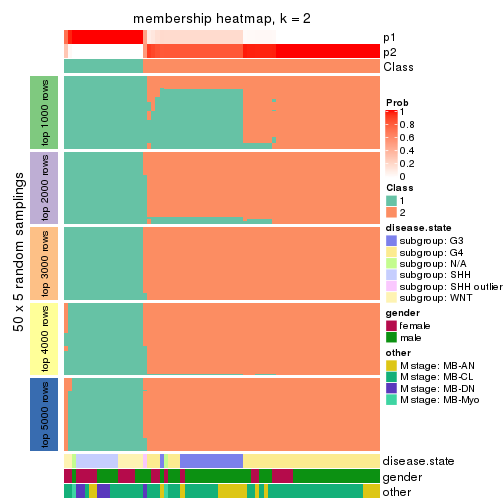 membership heatmap, k = 2
p1
p2
Class
50 x 5 random samplings
top 1000 rows
top 2000 rows
top 3000 rows
top 4000 rows
top 5000 rows
disease.state
gender
other
Prob
1
0.8
0.6
0.4
0.2
0
Class
1
2
disease.state
subgroup: G3
subgroup: G4
subgroup: N/A
subgroup: SHH
subgroup: SHH outlier
subgroup: WNT
gender
female
male
other
M stage: MB-AN
M stage: MB-CL
M stage: MB-DN
M stage: MB-Myo